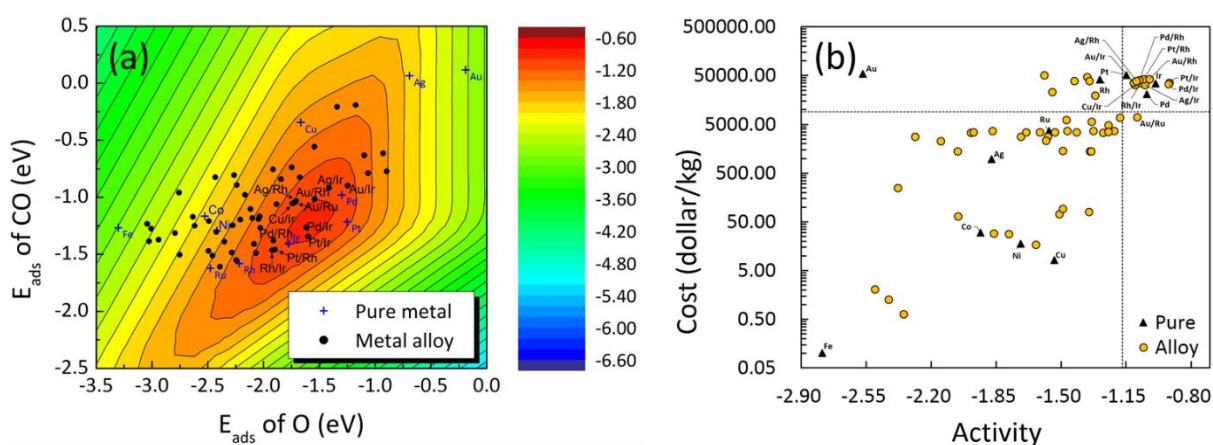 (a)
0.5
0.0
-0.5
-1.0
-1.5
-2.0
-2.5
E_ads of CO (eV)
-3.5 -3.0 -2.5 -2.0 -1.5 -1.0 -0.5 0.0
E_ads of O (eV)
Ag
Au
Cu
Ag/Rh
Ag/Ir
Au/Rh
Au/Ir
Pd
Au/Ru
Co
Fe
Ni
Cu/Ir
Pt
Pd/Rh
Pd/Ir
Ir
Pt/Ir
Pt/Rh
Ru
Rh
Rh/Ir
Pure metal
Metal alloy
-0.60
-1.20
-1.80
-2.40
-3.00
-3.60
-4.20
-4.80
-5.40
-6.00
-6.60
(b)
500000.00
50000.00
5000.00
500.00
50.00
5.00
0.50
0.05
Cost (dollar/kg)
-2.90 -2.55 -2.20 -1.85 -1.50 -1.15 -0.80
Activity
Pd/Rh
Ag/Rh
Pt/Rh
Au/Ir
Au/Rh
Au
Pt
Ir
Pt/Ir
Rh
Pd/Ir
Cu/Ir
Rh/Ir
Pd
Ag/Ir
Ru
Au/Ru
Ag
Co
Ni
Cu
Fe
Pure
Alloy